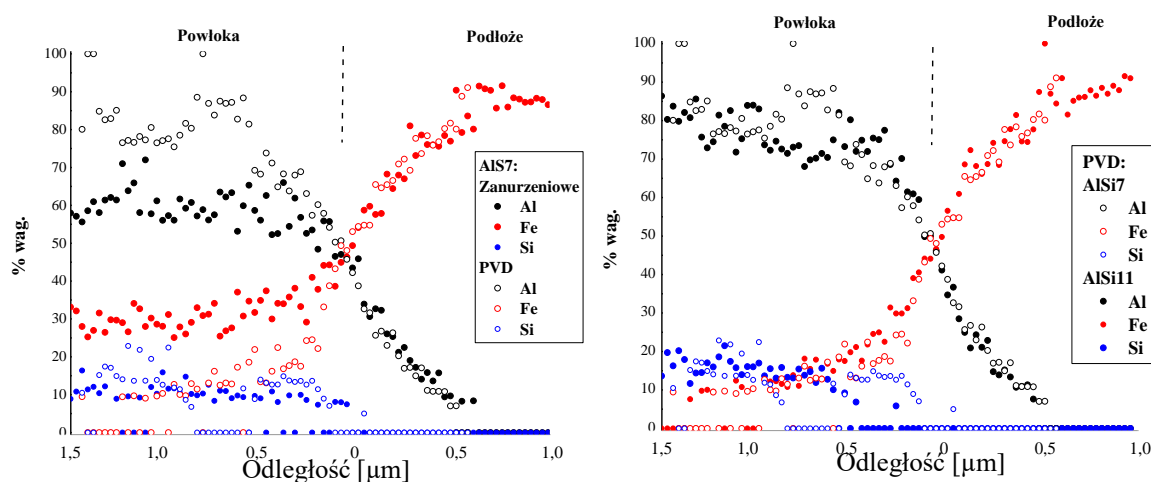 Powłoka Podłoże
100
90
80
70
60
50
40
30
20
10
0
% wag.
1,5 1,0 0,5 0 0,5 1,0
Odległość [µm]
AlS7:
Zanurzeniowe
Al
Fe
Si
PVD
Al
Fe
Si
Powłoka Podłoże
100
90
80
70
60
50
40
30
20
10
0
% wag.
1,5 1,0 0,5 0 0,5 1,0
Odległość [µm]
PVD:
AlSi7
Al
Fe
Si
AlSi11
Al
Fe
Si